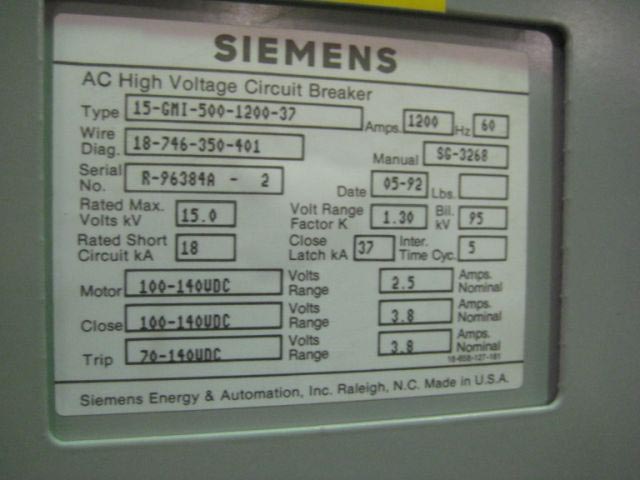 SIEMENS
AC High Voltage Circuit Breaker
Type 15-GMI-500-1200-37 Amps. 1200 Hz 60
Wire Diag. 18-746-350-401
Manual SG-3268
Serial No. R-96384A - 2 Date 05-92 Lbs.
Rated Max. Volts kV 15.0 Volt Range Factor K 1.30 Bil. kV 95
Rated Short Circuit kA 18 Close Latch kA 37 Inter. Time Cyc. 5
Motor 100-140VDC Volts Range 2.5 Amps. Nominal
Close 100-140VDC Volts Range 3.8 Amps. Nominal
Trip 70-140VDC Volts Range 3.8 Amps. Nominal
18-658-127-181
Siemens Energy & Automation, Inc. Raleigh, N.C. Made in U.S.A.